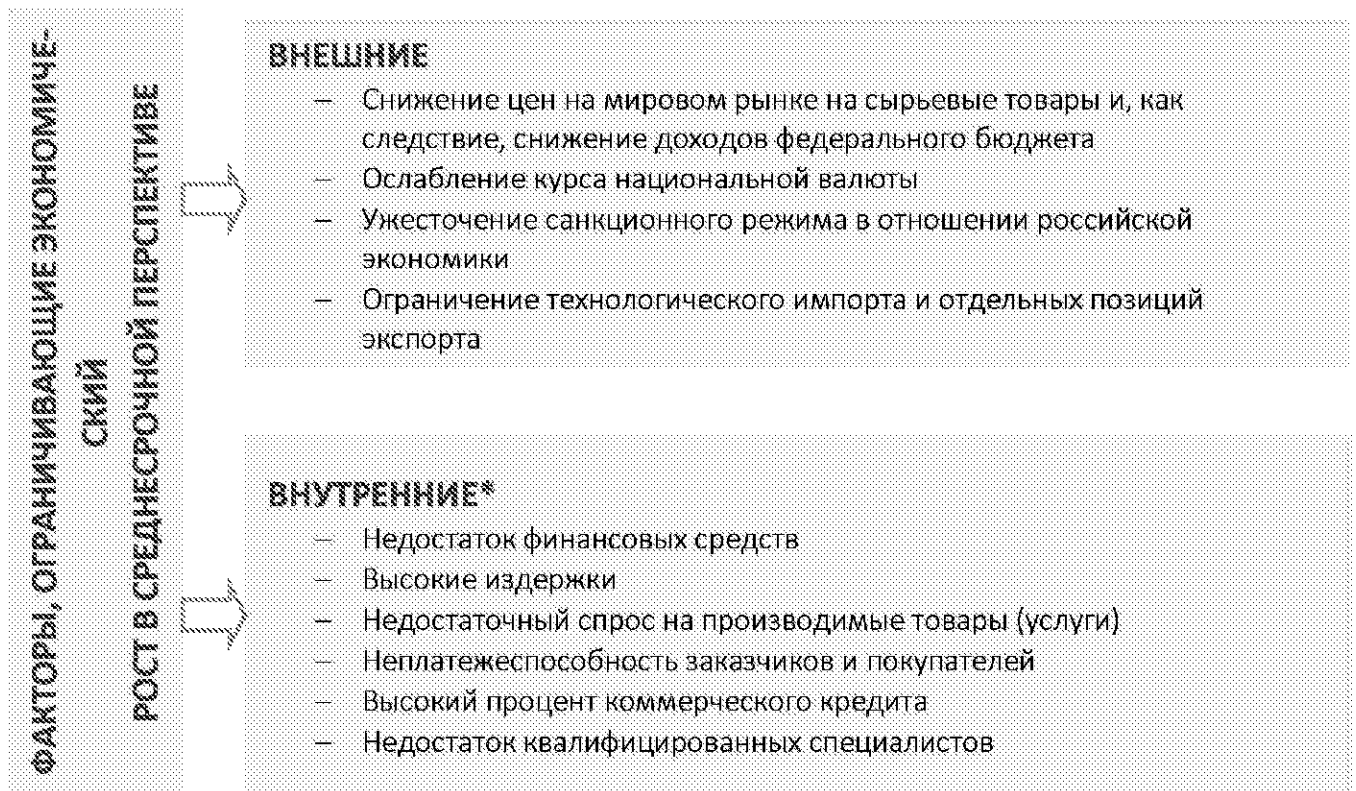 ФАКТОРЫ, ОГРАНИЧИВАЮЩИЕ ЭКОНОМИЧЕ-
СКИЙ
РОСТ В СРЕДНЕСРОЧНОЙ ПЕРСПЕКТИВЕ
ВНЕШНИЕ
– Снижение цен на мировом рынке на сырьевые товары и, как
следствие, снижение доходов федерального бюджета
– Ослабление курса национальной валюты
– Ужесточение санкционного режима в отношении российской
экономики
– Ограничение технологического импорта и отдельных позиций
экспорта
ВНУТРЕННИЕ*
– Недостаток финансовых средств
– Высокие издержки
– Недостаточный спрос на производимые товары (услуги)
– Неплатежеспособность заказчиков и покупателей
– Высокий процент коммерческого кредита
– Недостаток квалифицированных специалистов